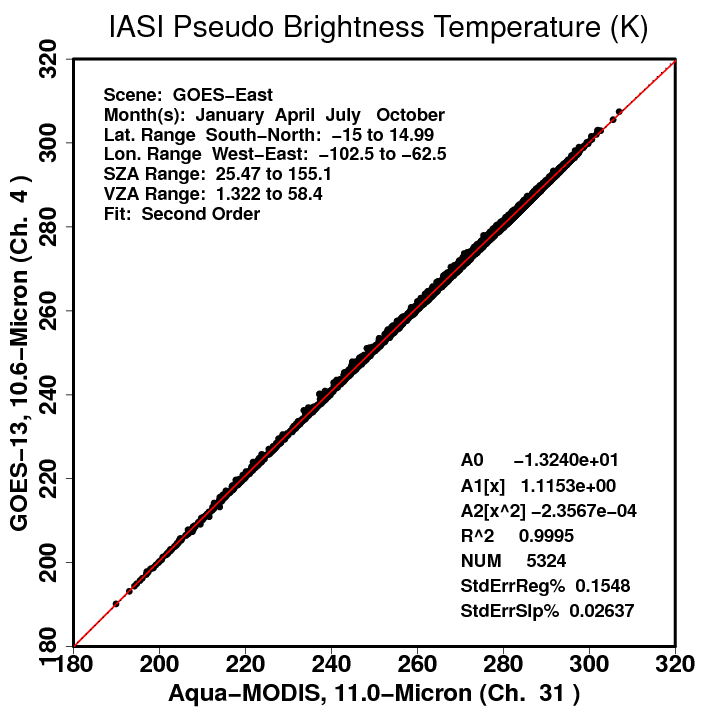 IASI Pseudo Brightness Temperature (K)
Scene: GOES−East
Month(s): January April July October
Lat. Range South−North: −15 to 14.99
Lon. Range West−East: −102.5 to −62.5
SZA Range: 25.47 to 155.1
VZA Range: 1.322 to 58.4
Fit: Second Order
GOES−13, 10.6−Micron (Ch. 4 )
320
300
280
260
240
220
200
180
A0 −1.3240e+01
A1[x] 1.1153e+00
A2[x^2] −2.3567e−04
R^2 0.9995
NUM 5324
StdErrReg% 0.1548
StdErrSlp% 0.02637
180 200 220 240 260 280 300 320
Aqua−MODIS, 11.0−Micron (Ch. 31 )